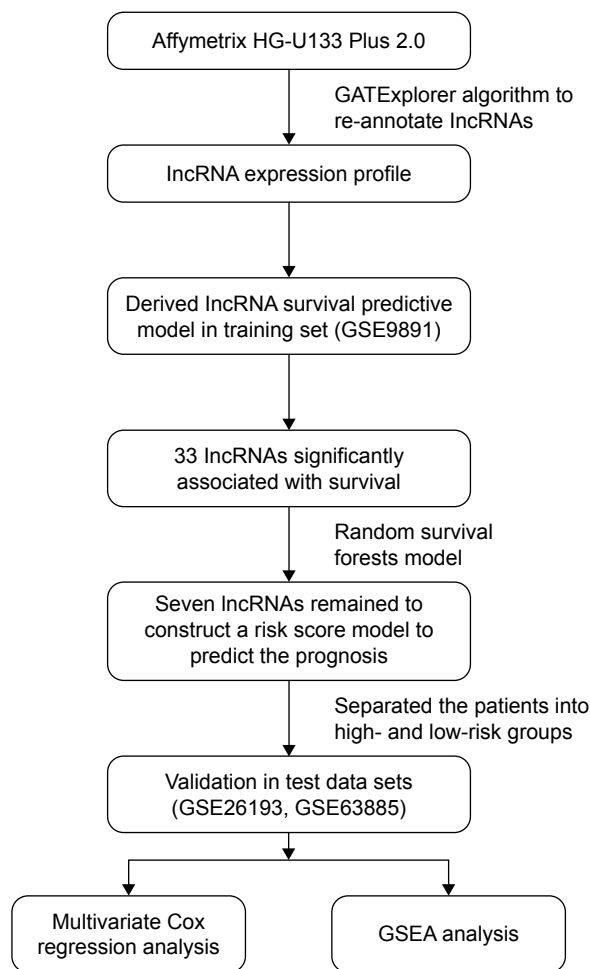 Affymetrix HG-U133 Plus 2.0
GATExplorer algorithm to
re-annotate lncRNAs
lncRNA expression profile
Derived lncRNA survival predictive
model in training set (GSE9891)
33 lncRNAs significantly
associated with survival
Random survival
forests model
Seven lncRNAs remained to
construct a risk score model to
predict the prognosis
Separated the patients into
high- and low-risk groups
Validation in test data sets
(GSE26193, GSE63885)
Multivariate Cox
regression analysis
GSEA analysis